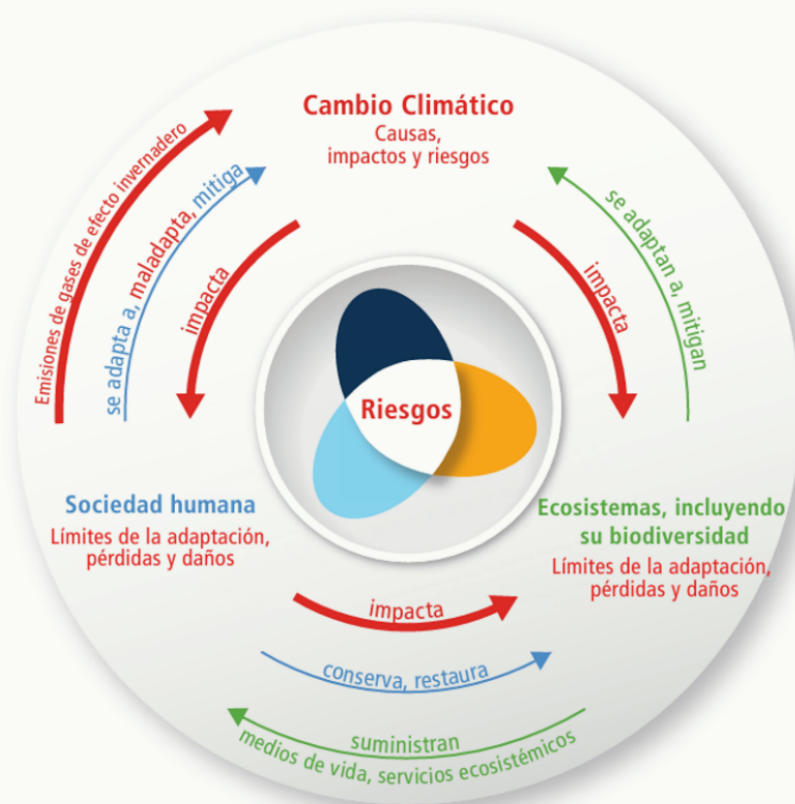 Cambio Climático
Causas,
impactos y riesgos
Emisiones de gases de efecto invernadero
se adapta a, maladapta, mitiga
impacta
impacta
se adaptan a, mitigan
Riesgos
Sociedad humana
Límites de la adaptación,
pérdidas y daños
Ecosistemas, incluyendo
su biodiversidad
Límites de la adaptación,
pérdidas y daños
impacta
conserva, restaura
suministran
medios de vida, servicios ecosistémicos